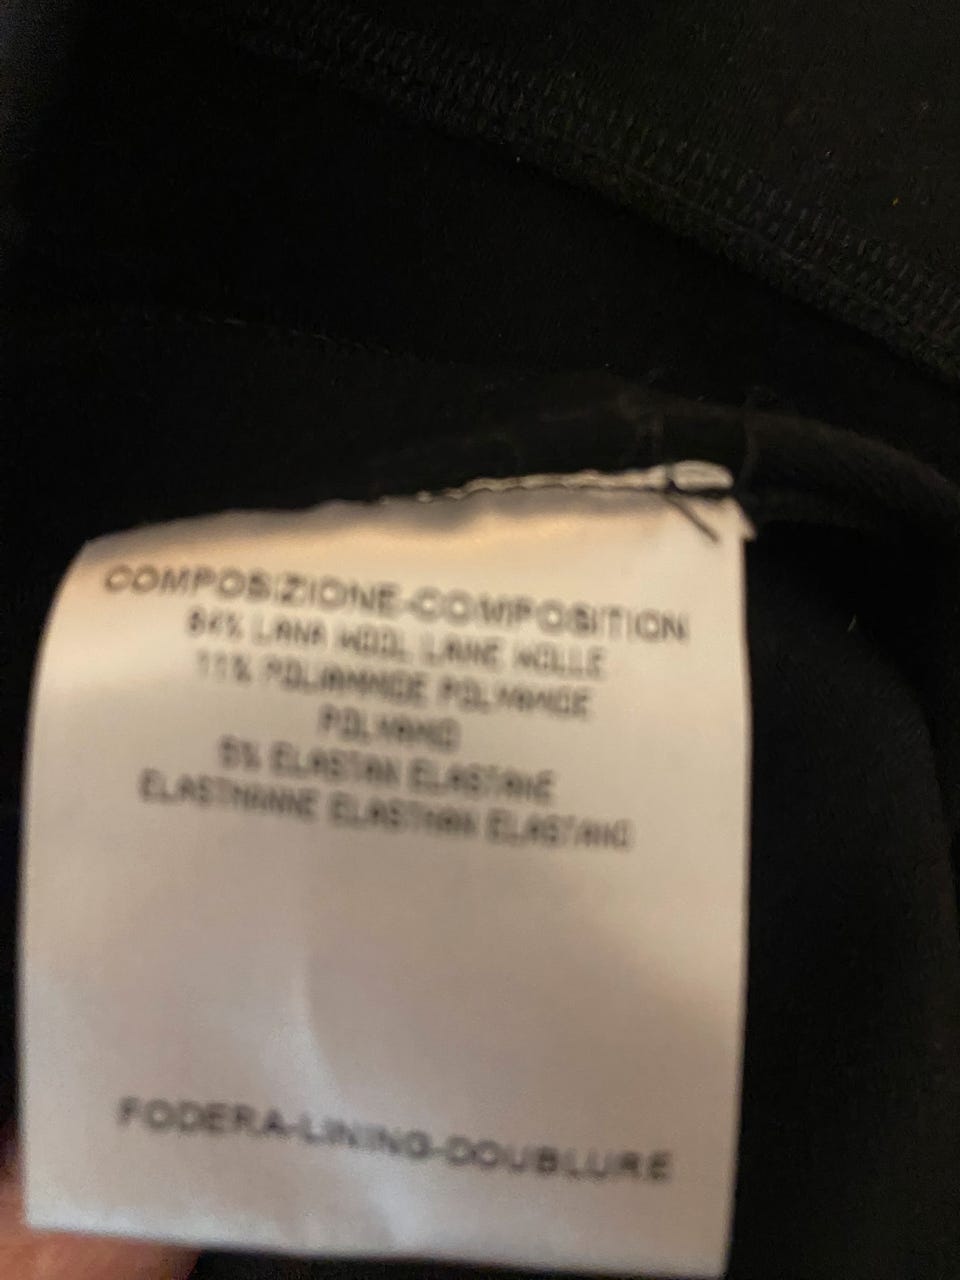 COMPOSIZIONE-COMPOSITION
84% LANA WOOL LAINE WOLLE
11% POLIAMMIDE POLYAMIDE
POLYAMID
5% ELASTAN ELASTANE
ELASTHANNE ELASTHAN ELASTANO
FODERA-LINING-DOUBLURE